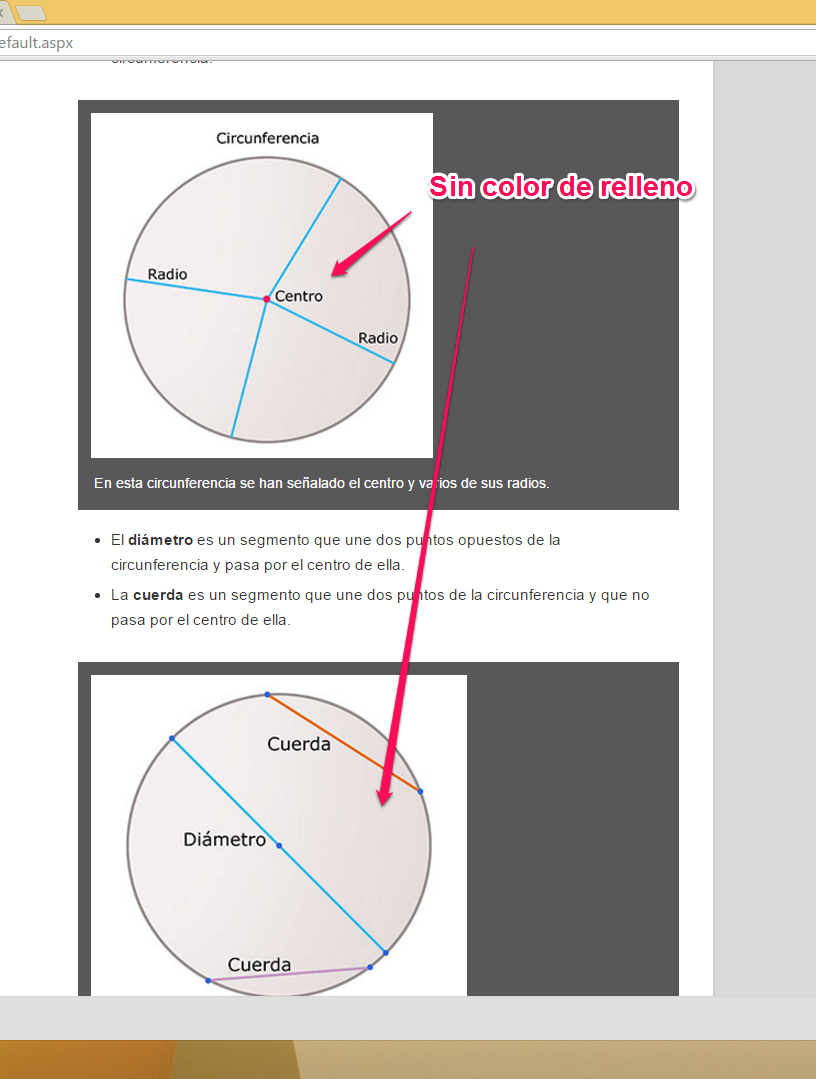 efault.aspx
circunferencia.
Circunferencia
Sin color de relleno
Radio
Centro
Radio
En esta circunferencia se han señalado el centro y varios de sus radios.
• El diámetro es un segmento que une dos puntos opuestos de la
circunferencia y pasa por el centro de ella.
• La cuerda es un segmento que une dos puntos de la circunferencia y que no
pasa por el centro de ella.
Cuerda
Diámetro
Cuerda